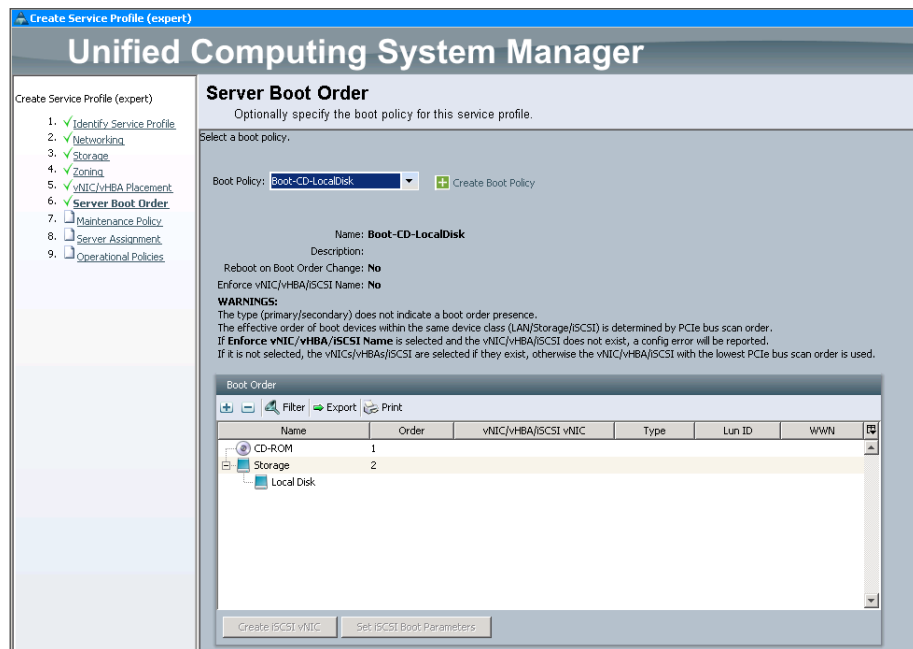 Create Service Profile (expert)
Unified Computing System Manager
Create Service Profile (expert)
1. Identify Service Profile
2. Networking
3. Storage
4. Zoning
5. vNIC/vHBA Placement
6. Server Boot Order
7. Maintenance Policy
8. Server Assignment
9. Operational Policies
Server Boot Order
Optionally specify the boot policy for this service profile.
Select a boot policy.
Boot Policy: Boot-CD-LocalDisk Create Boot Policy
Name: Boot-CD-LocalDisk
Description:
Reboot on Boot Order Change: No
Enforce vNIC/vHBA/iSCSI Name: No
WARNINGS:
The type (primary/secondary) does not indicate a boot order presence.
The effective order of boot devices within the same device class (LAN/Storage/iSCSI) is determined by PCIe bus scan order.
If Enforce vNIC/vHBA/iSCSI Name is selected and the vNIC/vHBA/iSCSI does not exist, a config error will be reported.
If it is not selected, the vNICs/vHBAs/iSCSI are selected if they exist, otherwise the vNIC/vHBA/iSCSI with the lowest PCIe bus scan order is used.
Boot Order
Filter Export Print
Name Order vNIC/vHBA/iSCSI vNIC Type Lun ID WWN
CD-ROM 1
Storage 2
Local Disk
Create iSCSI vNIC Set iSCSI Boot Parameters